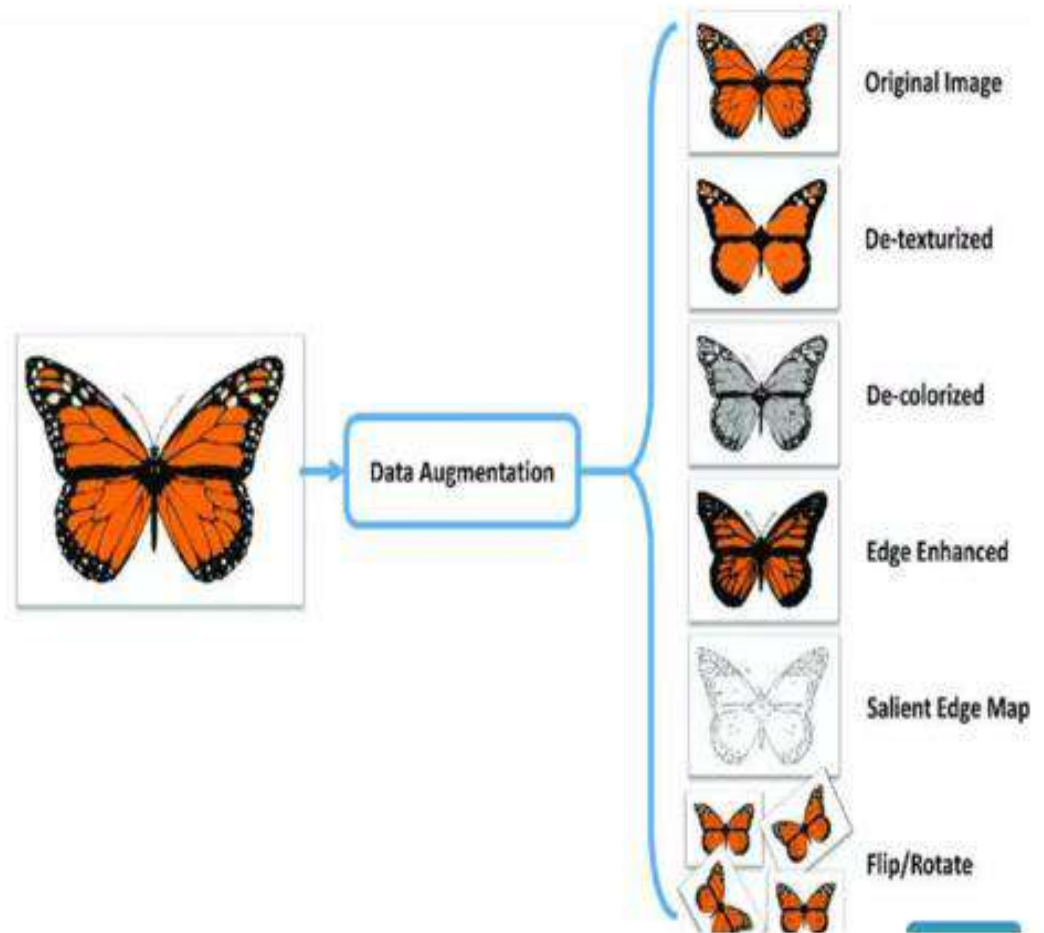 Original Image
De-texturized
De-colorized
Data Augmentation
Edge Enhanced
Salient Edge Map
Flip/Rotate